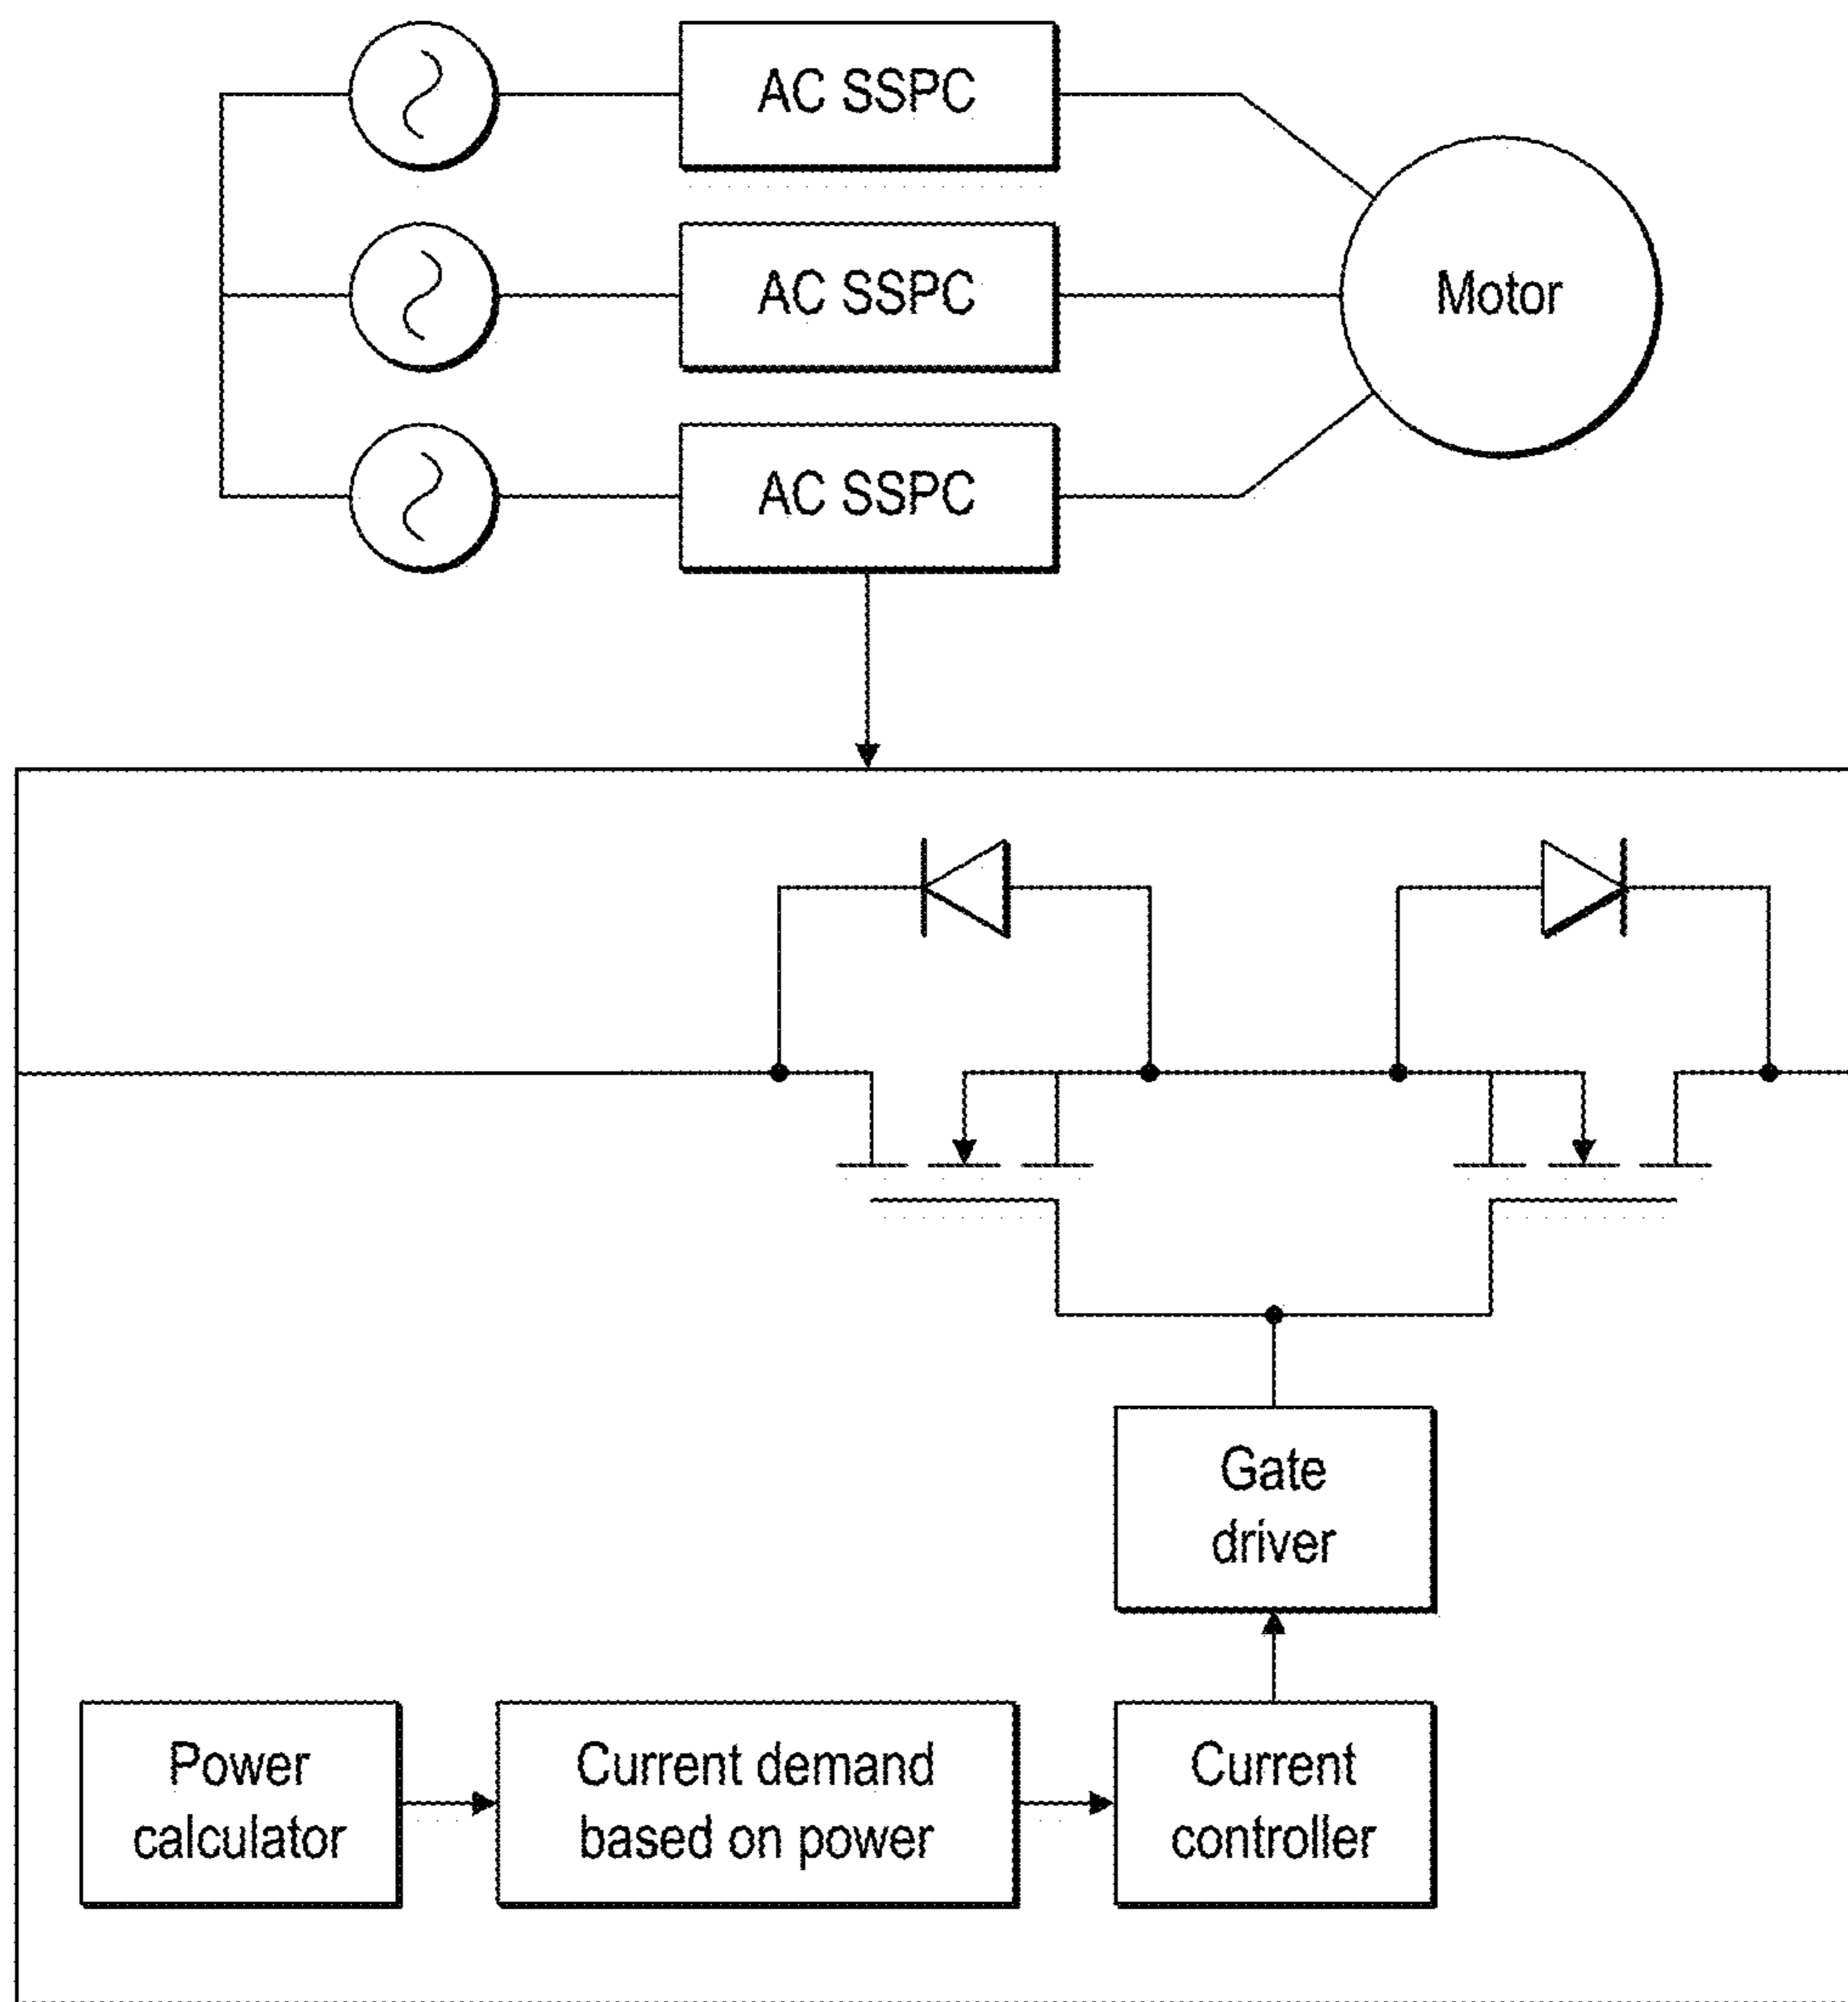 AC SSPC
AC SSPC
Motor
AC SSPC
Gate
driver
Power
calculator
Current demand
based on power
Current
controller